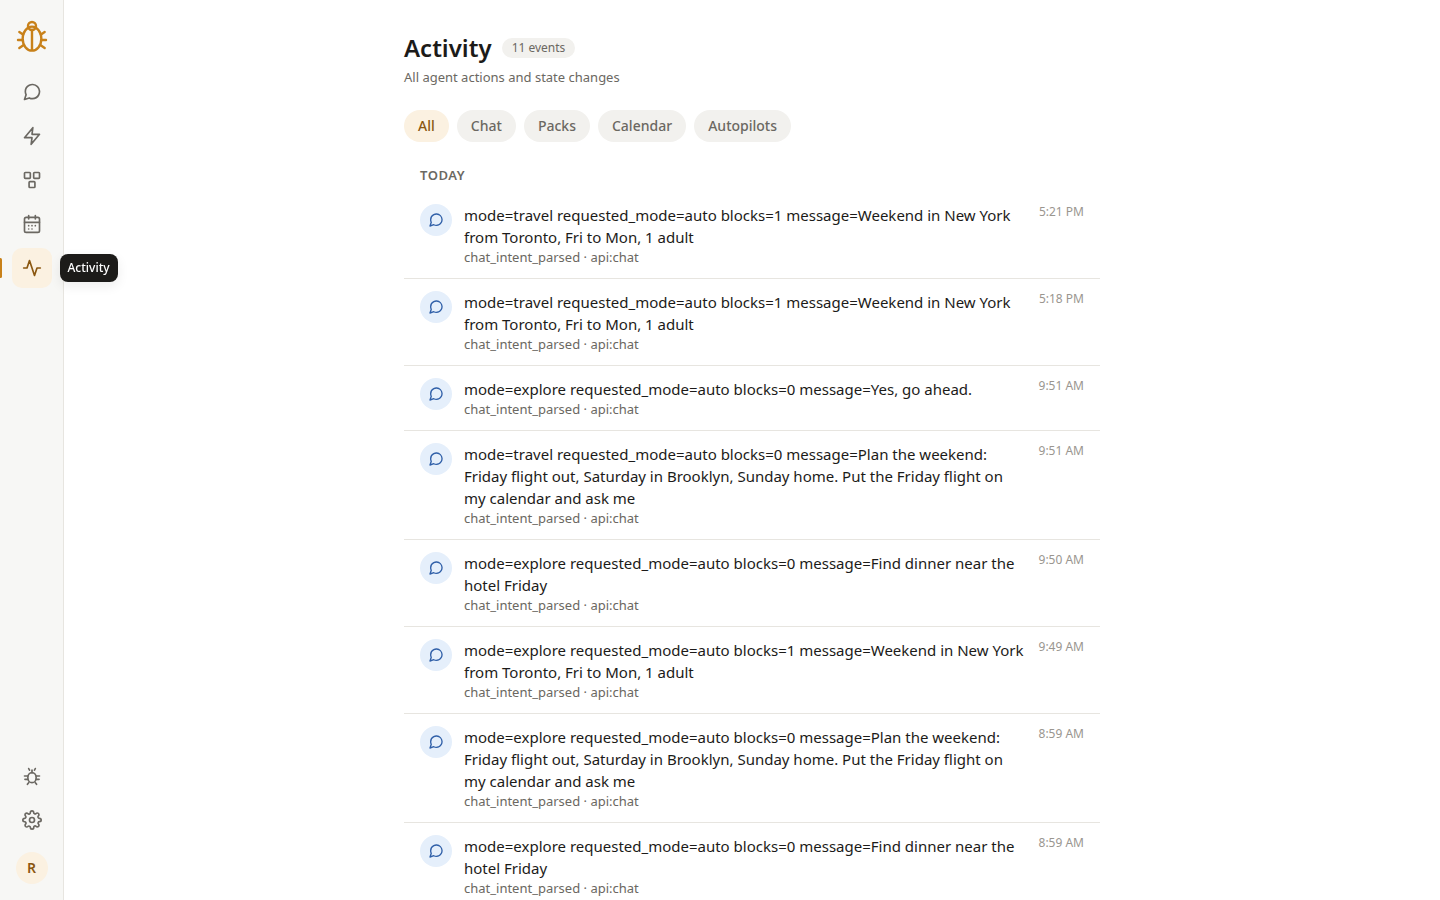 Activity
11 events
All agent actions and state changes
All
Chat
Packs
Calendar
Autopilots
TODAY
mode=travel requested_mode=auto blocks=1 message=Weekend in New York
from Toronto, Fri to Mon, 1 adult
chat_intent_parsed · api:chat
5:21 PM
mode=travel requested_mode=auto blocks=1 message=Weekend in New York
from Toronto, Fri to Mon, 1 adult
chat_intent_parsed · api:chat
5:18 PM
mode=explore requested_mode=auto blocks=0 message=Yes, go ahead.
chat_intent_parsed · api:chat
9:51 AM
mode=travel requested_mode=auto blocks=0 message=Plan the weekend:
Friday flight out, Saturday in Brooklyn, Sunday home. Put the Friday flight on
my calendar and ask me
chat_intent_parsed · api:chat
9:51 AM
mode=explore requested_mode=auto blocks=0 message=Find dinner near the
hotel Friday
chat_intent_parsed · api:chat
9:50 AM
mode=explore requested_mode=auto blocks=1 message=Weekend in New York
from Toronto, Fri to Mon, 1 adult
chat_intent_parsed · api:chat
9:49 AM
mode=explore requested_mode=auto blocks=0 message=Plan the weekend:
Friday flight out, Saturday in Brooklyn, Sunday home. Put the Friday flight on
my calendar and ask me
chat_intent_parsed · api:chat
8:59 AM
mode=explore requested_mode=auto blocks=0 message=Find dinner near the
hotel Friday
chat_intent_parsed · api:chat
8:59 AM
Activity
R